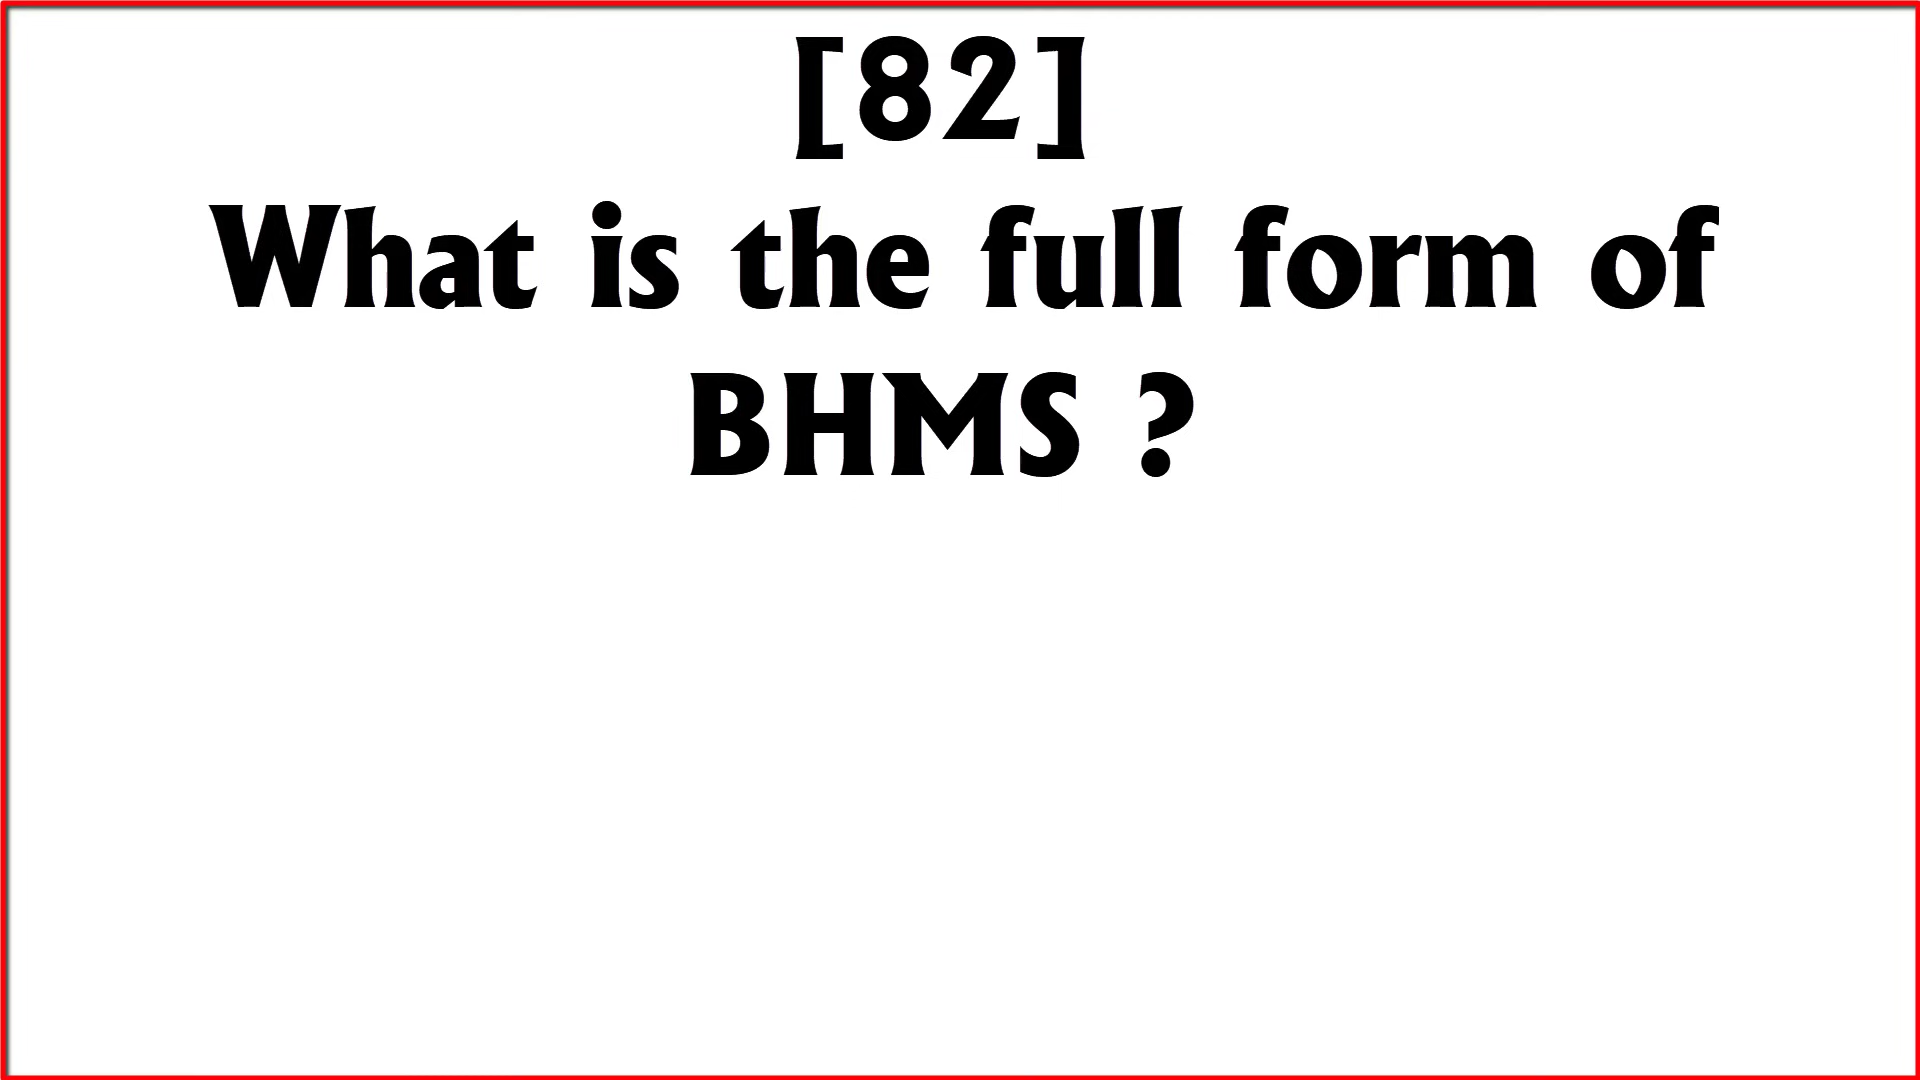 [82]
What is the full form of
BHMS ?